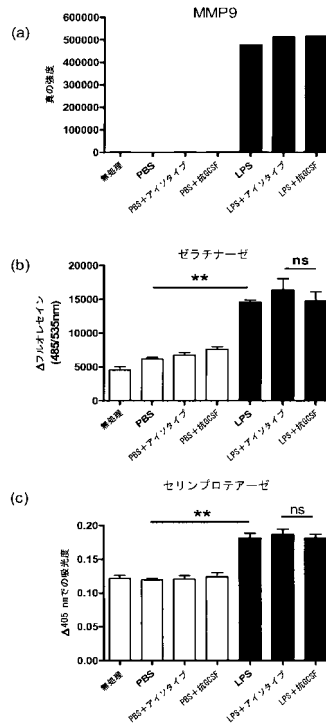 MMP9
(a)
真の強度
600000
500000
400000
300000
200000
100000
0
無処理
PBS
PBS+アイソタイプ
PBS+抗GCSF
LPS
LPS+アイソタイプ
LPS+抗GCSF
ゼラチナーゼ
(b)
Δフルオレセイン
(485/535nm)
20000
15000
10000
5000
0
**
ns
無処理
PBS
PBS+アイソタイプ
PBS+抗GCSF
LPS
LPS+アイソタイプ
LPS+抗GCSF
セリンプロテアーゼ
(c)
Δ405 nmでの吸光度
0.20
0.15
0.10
0.05
0.00
**
ns
無処理
PBS
PBS+アイソタイプ
PBS+抗GCSF
LPS
LPS+アイソタイプ
LPS+抗GCSF